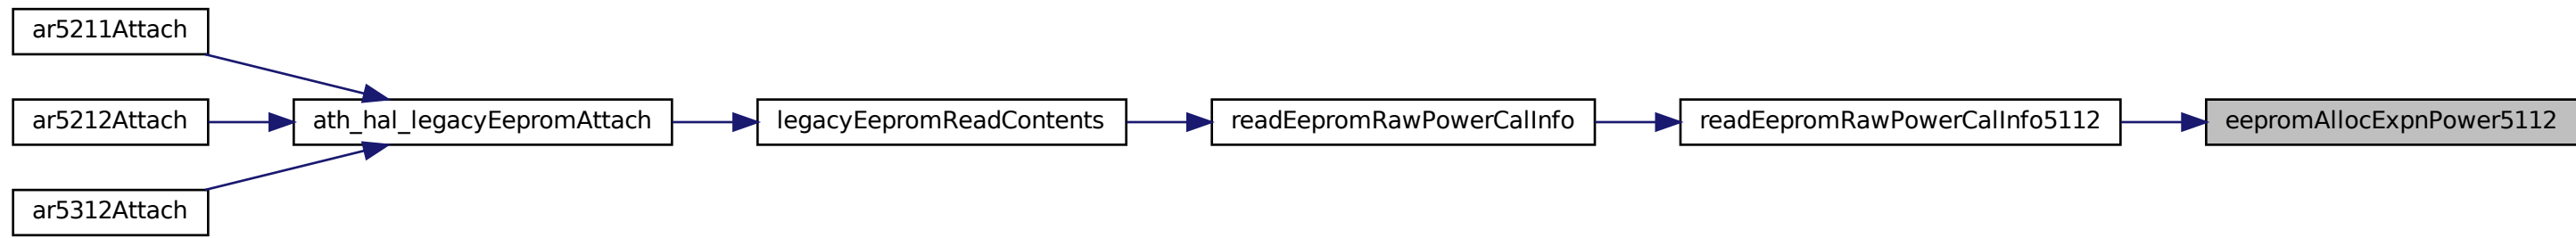 ar5211Attach
ar5212Attach
ar5312Attach
ath_hal_legacyEepromAttach
legacyEepromReadContents
readEepromRawPowerCalInfo
readEepromRawPowerCalInfo5112
eepromAllocExpnPower5112